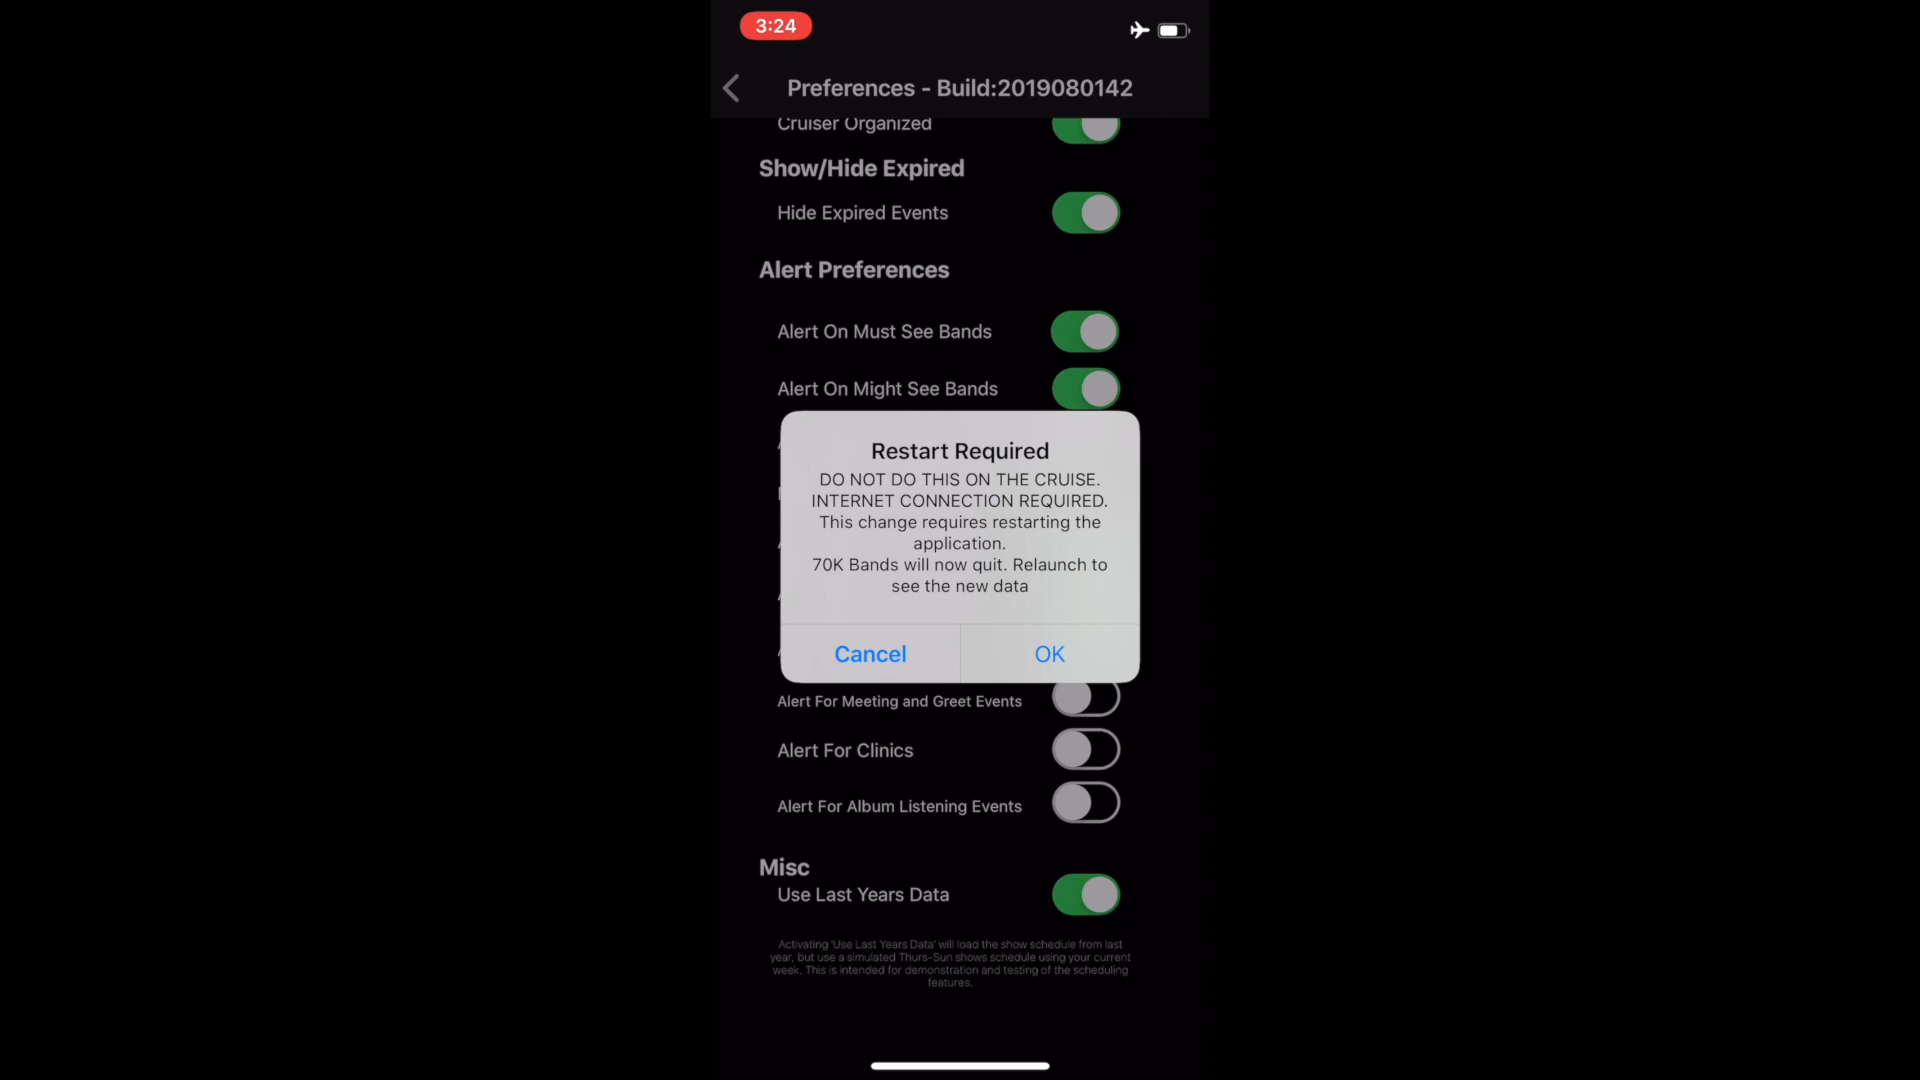 3:24
Preferences - Build:2019080142
Cruiser Organized
Show/Hide Expired
Hide Expired Events
Alert Preferences
Alert On Must See Bands
Alert On Might See Bands
Restart Required
DO NOT DO THIS ON THE CRUISE.
INTERNET CONNECTION REQUIRED.
This change requires restarting the
application.
70K Bands will now quit. Relaunch to
see the new data
Cancel
OK
Alert For Meeting and Greet Events
Alert For Clinics
Alert For Album Listening Events
Misc
Use Last Years Data
Activating 'Use Last Years Data' will load the show schedule from last
year, but use a simulated Thurs-Sun shows schedule using your current
week. This is intended for demonstration and testing of the scheduling
features.